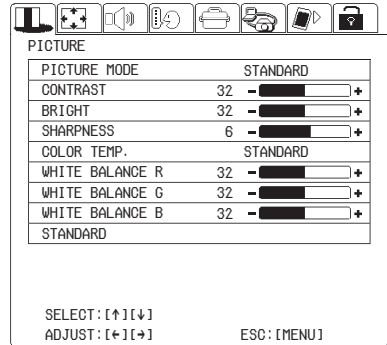 PICTURE
PICTURE MODE STANDARD
CONTRAST 32 - +
BRIGHT 32 - +
SHARPNESS 6 - +
COLOR TEMP. STANDARD
WHITE BALANCE R 32 - +
WHITE BALANCE G 32 - +
WHITE BALANCE B 32 - +
STANDARD
SELECT:[↑][↓]
ADJUST:[←][→] ESC:[MENU]